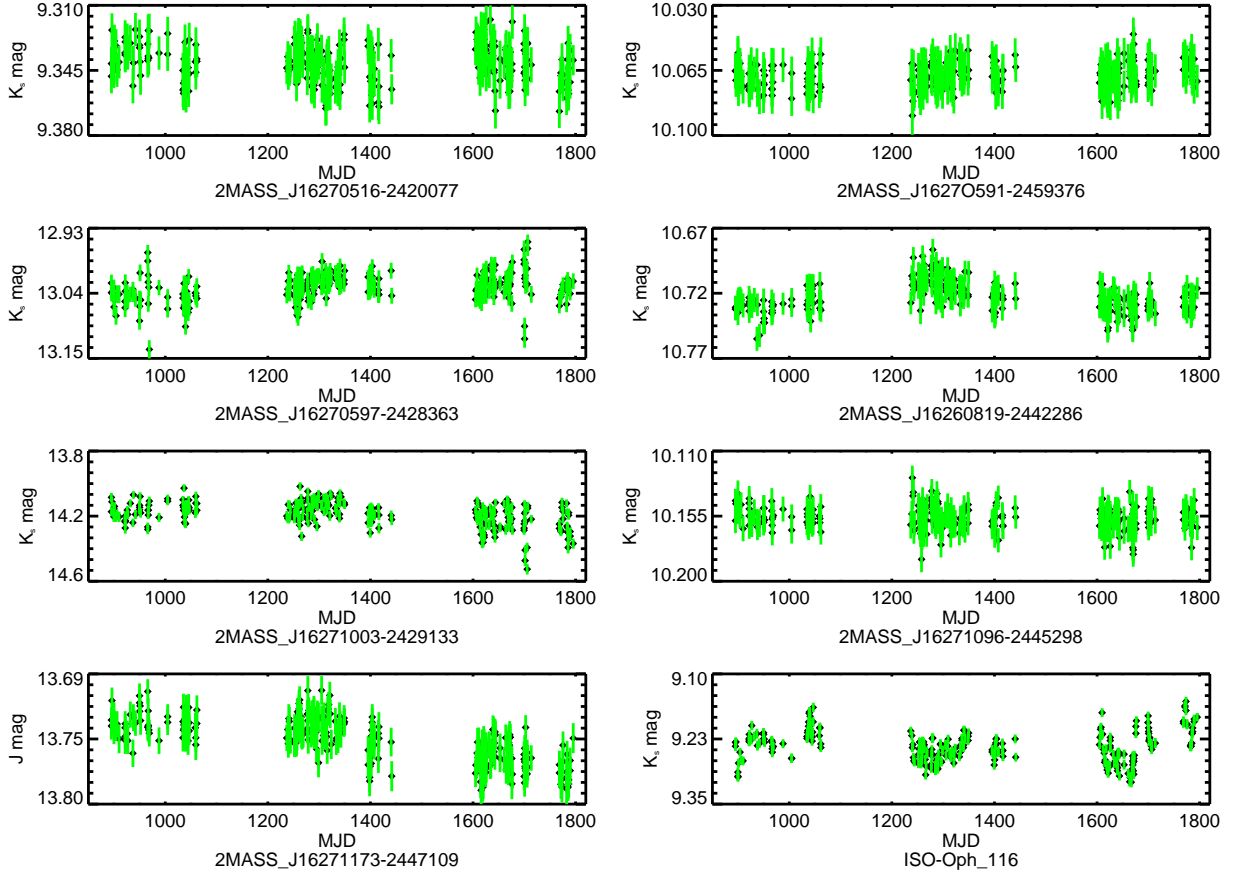 9.310 9.345 9.380
K_s mag
1000 1200 1400 1600 1800
MJD
2MASS_J16270516-2420077
10.030 10.065 10.100
K_s mag
1000 1200 1400 1600 1800
MJD
2MASS_J1627O591-2459376
12.93 13.04 13.15
K_s mag
1000 1200 1400 1600 1800
MJD
2MASS_J16270597-2428363
10.67 10.72 10.77
K_s mag
1000 1200 1400 1600 1800
MJD
2MASS_J16260819-2442286
13.8 14.2 14.6
K_s mag
1000 1200 1400 1600 1800
MJD
2MASS_J16271003-2429133
10.110 10.155 10.200
K_s mag
1000 1200 1400 1600 1800
MJD
2MASS_J16271096-2445298
13.69 13.75 13.80
J mag
1000 1200 1400 1600 1800
MJD
2MASS_J16271173-2447109
9.10 9.23 9.35
K_s mag
1000 1200 1400 1600 1800
MJD
ISO-Oph_116